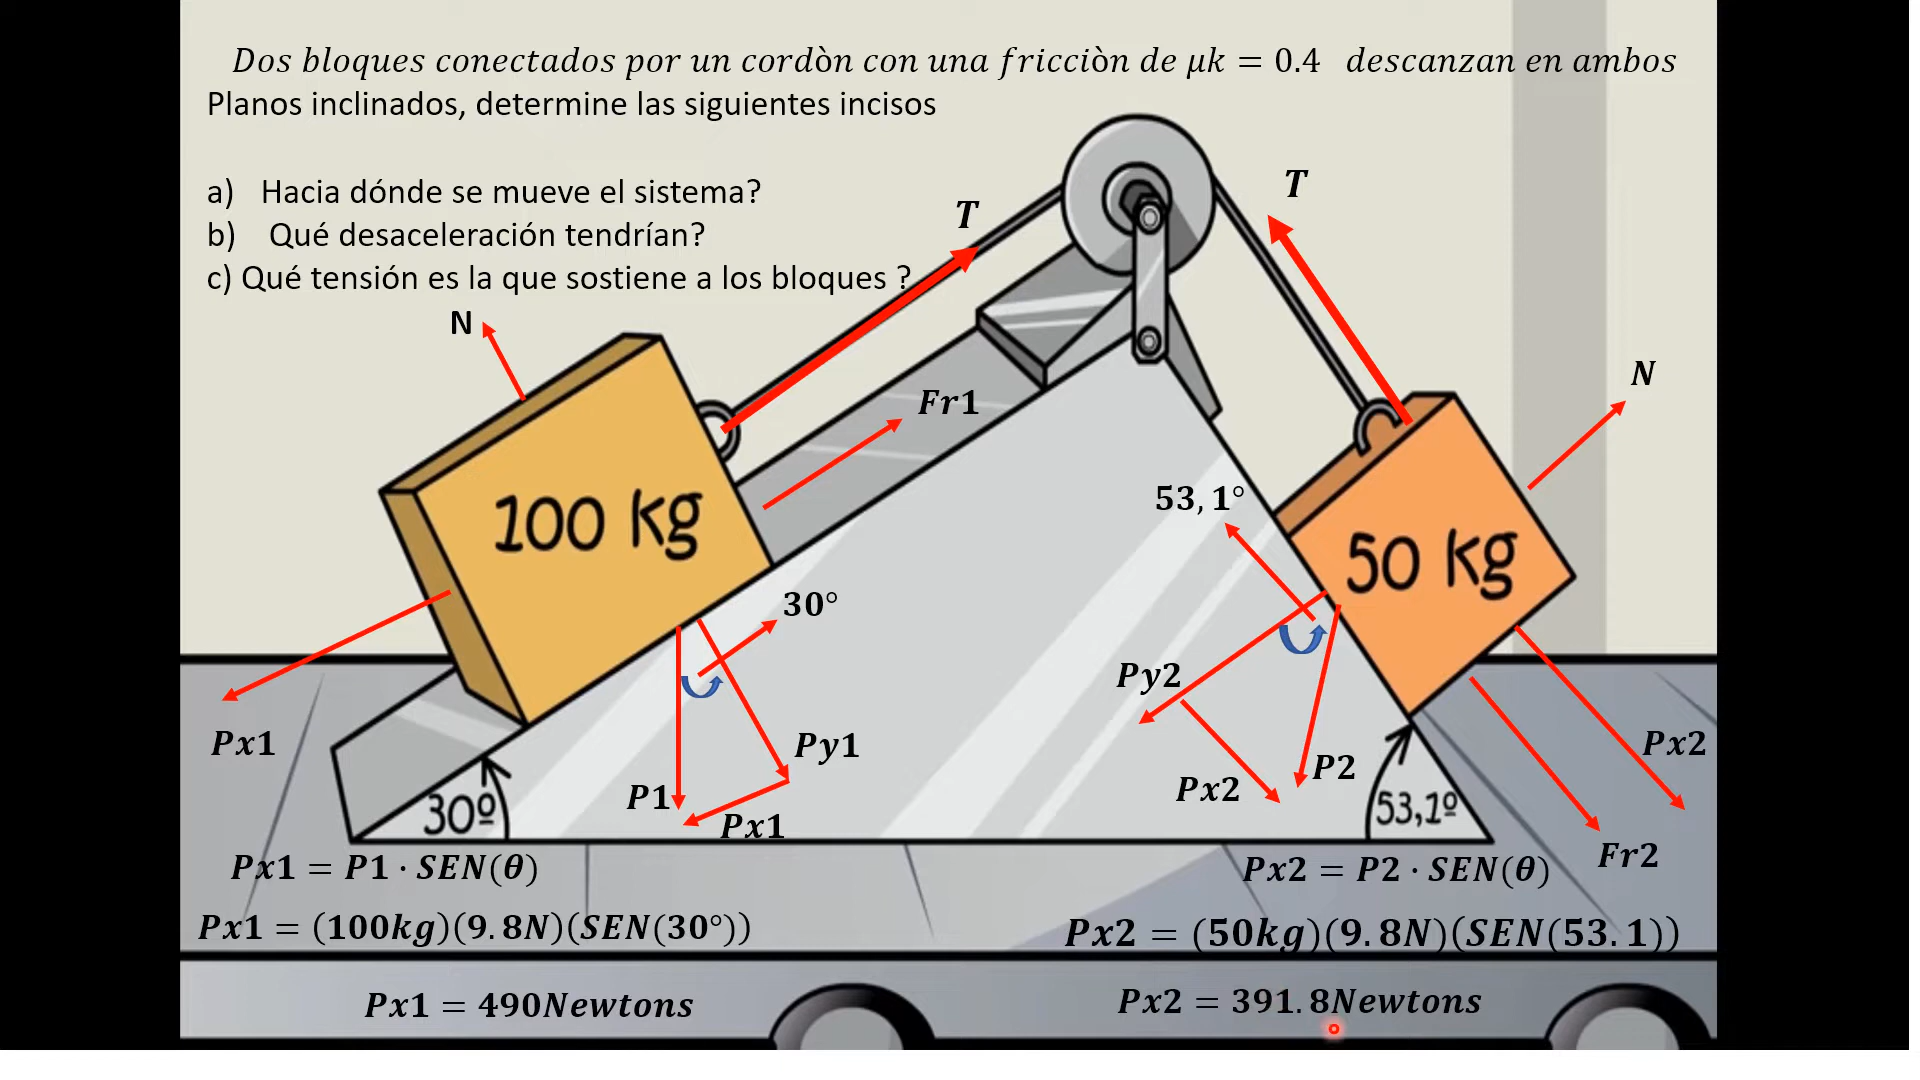 Dos bloques conectados por un cordòn con una fricciòn de μk = 0.4 descanzan en ambos
Planos inclinados, determine las siguientes incisos
a) Hacia dónde se mueve el sistema?
b) Qué desaceleración tendrían?
c) Qué tensión es la que sostiene a los bloques ?
T
T
N
N
Fr1
100 kg
53,1°
50 kg
30°
Py2
Px1
Py1
Px2
P1
P2
Px2
30º
Px1
53,1º
Fr2
Px1 = P1 · SEN(θ)
Px2 = P2 · SEN(θ)
Px1 = (100kg)(9.8N)(SEN(30°))
Px2 = (50kg)(9.8N)(SEN(53.1))
Px1 = 490Newtons
Px2 = 391.8Newtons